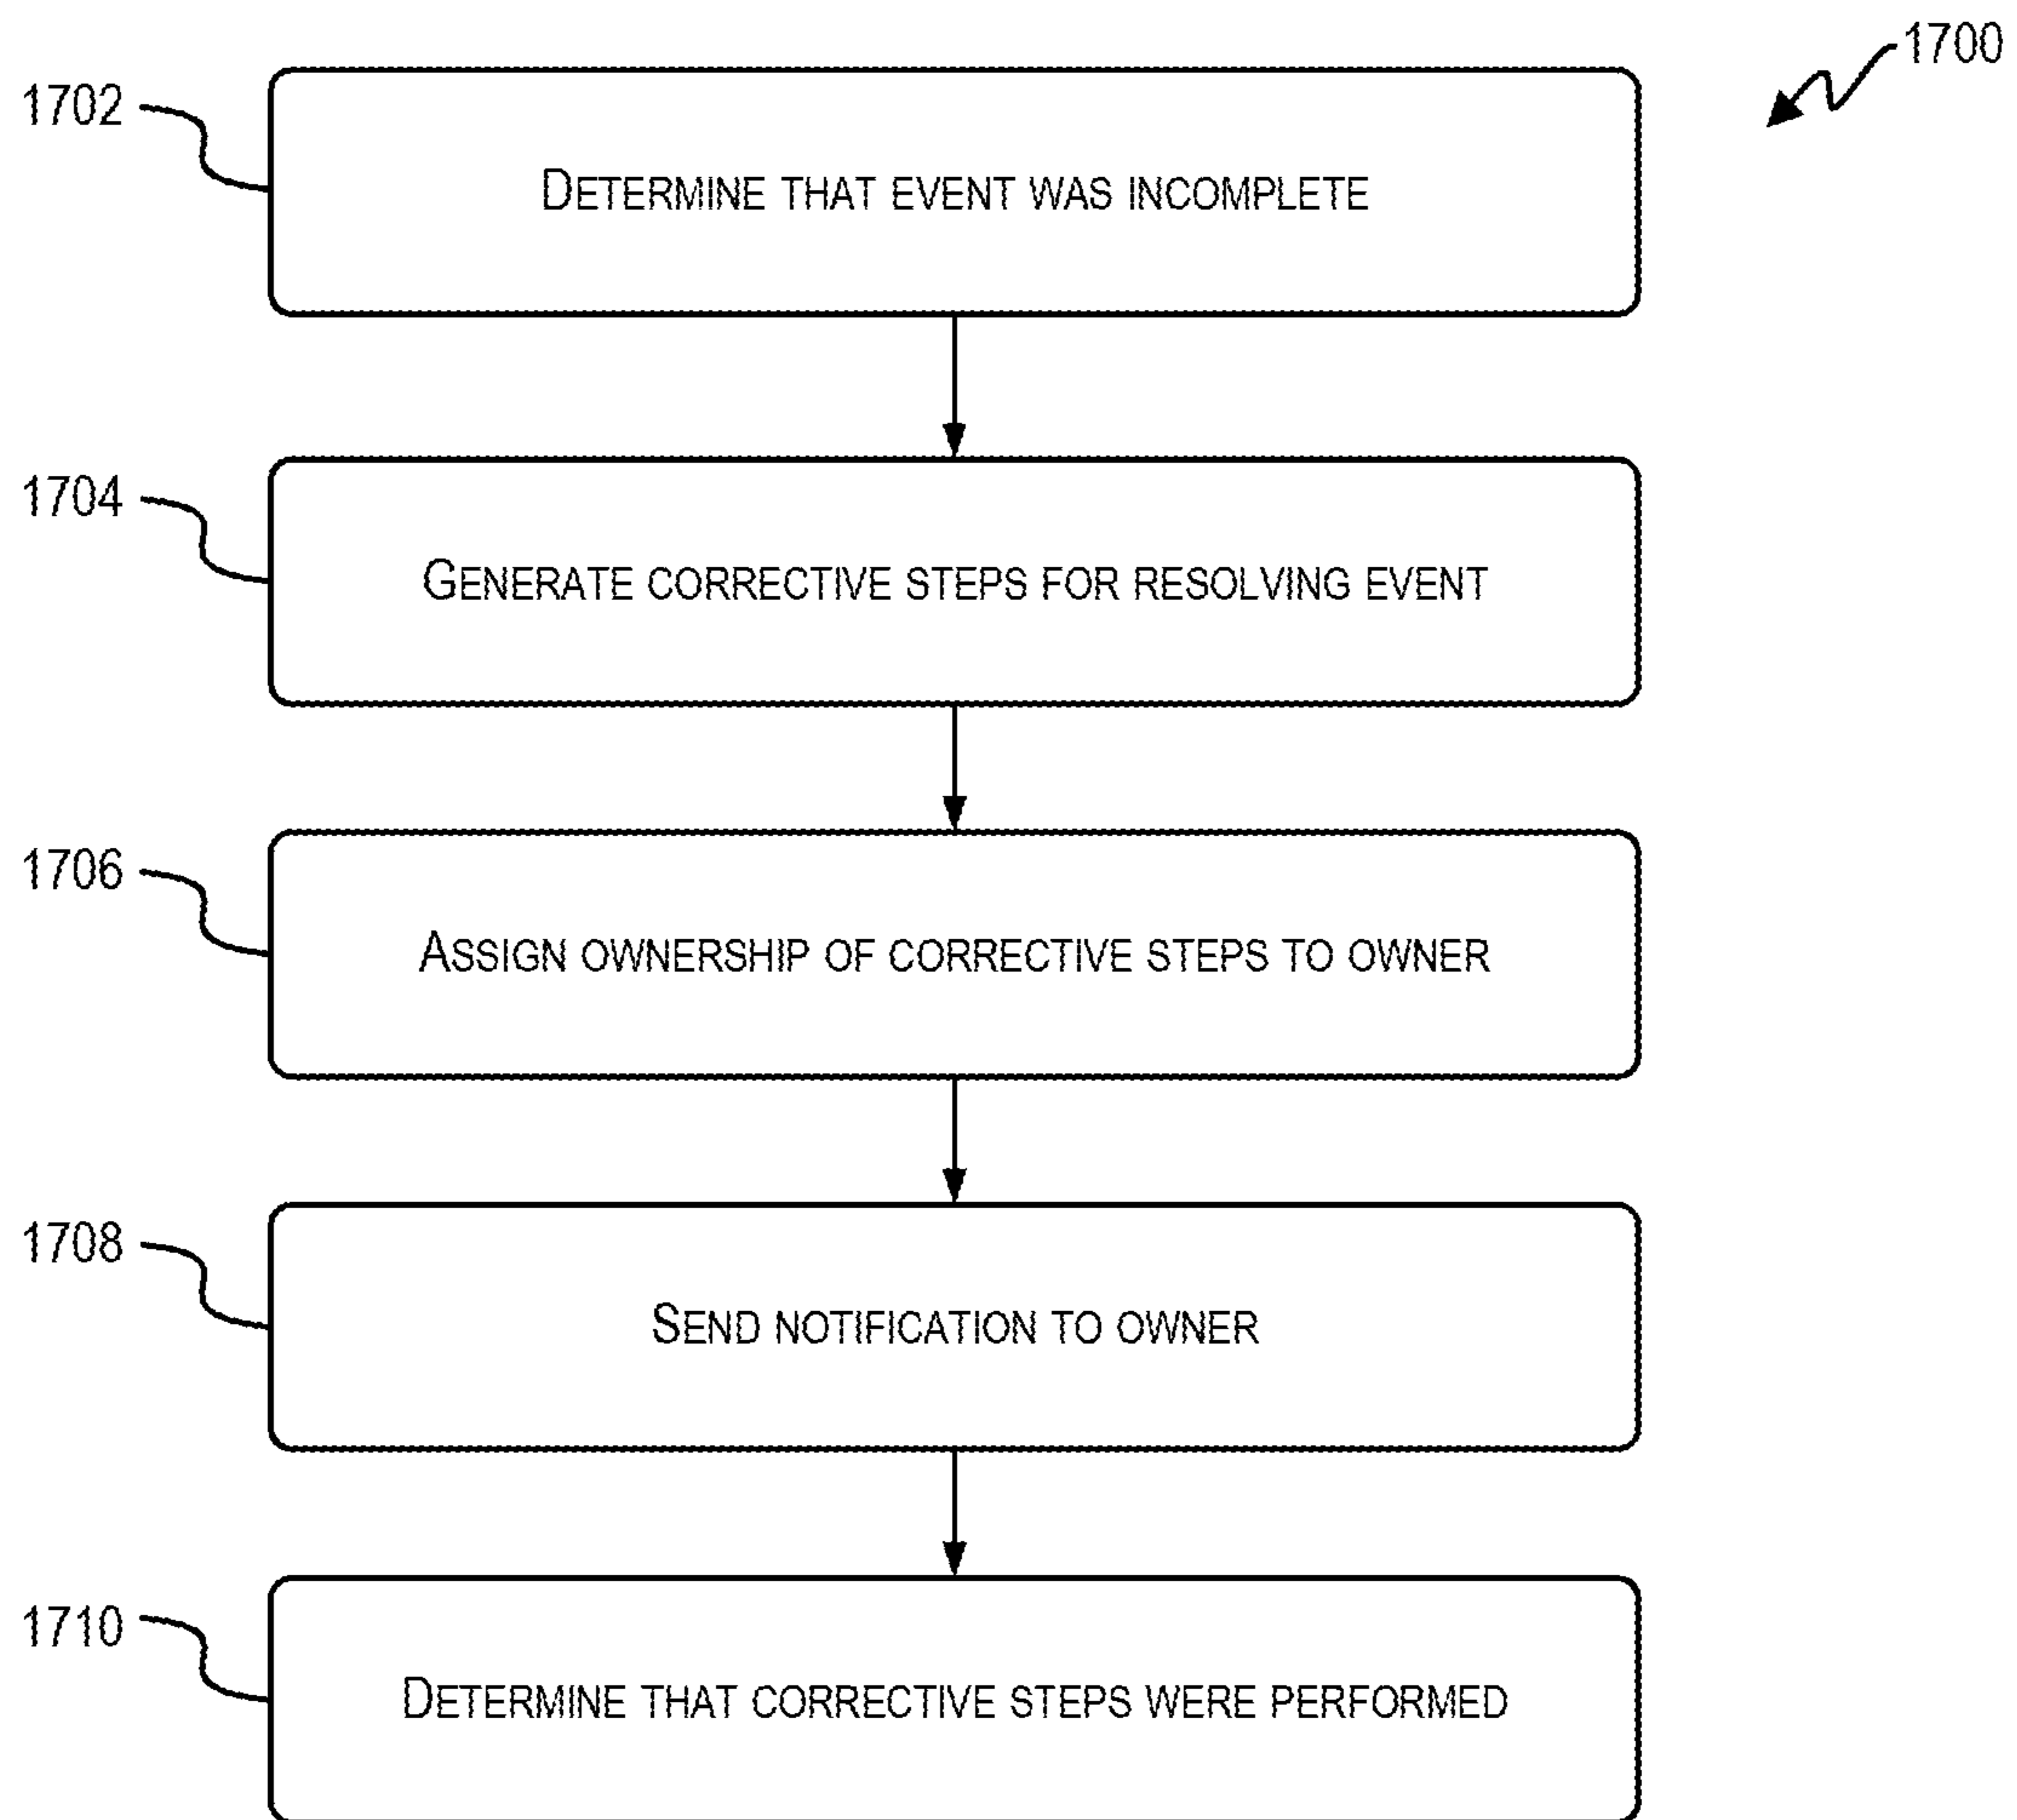 1700
1702
DETERMINE THAT EVENT WAS INCOMPLETE
1704
GENERATE CORRECTIVE STEPS FOR RESOLVING EVENT
1706
ASSIGN OWNERSHIP OF CORRECTIVE STEPS TO OWNER
1708
SEND NOTIFICATION TO OWNER
1710
DETERMINE THAT CORRECTIVE STEPS WERE PERFORMED